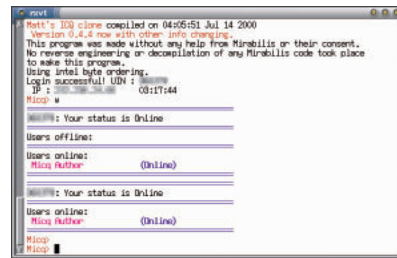 rxvt
Matt's ICQ clone compiled on 04:05:51 Jul 14 2000
Version 0.4.4 now with other info changing.
This program was made without any help from Mirabilis or their consent.
No reverse engineering or decompilation of any Mirabilis code took place
to make this program.
Using intel byte ordering.
Login successful! UIN :
IP : 03:17:44
Micq> w
: Your status is Online
Users offline:
Users online:
Micq Author (Online)
: Your status is Online
Users online:
Micq Author (Online)
Micq>
Micq>